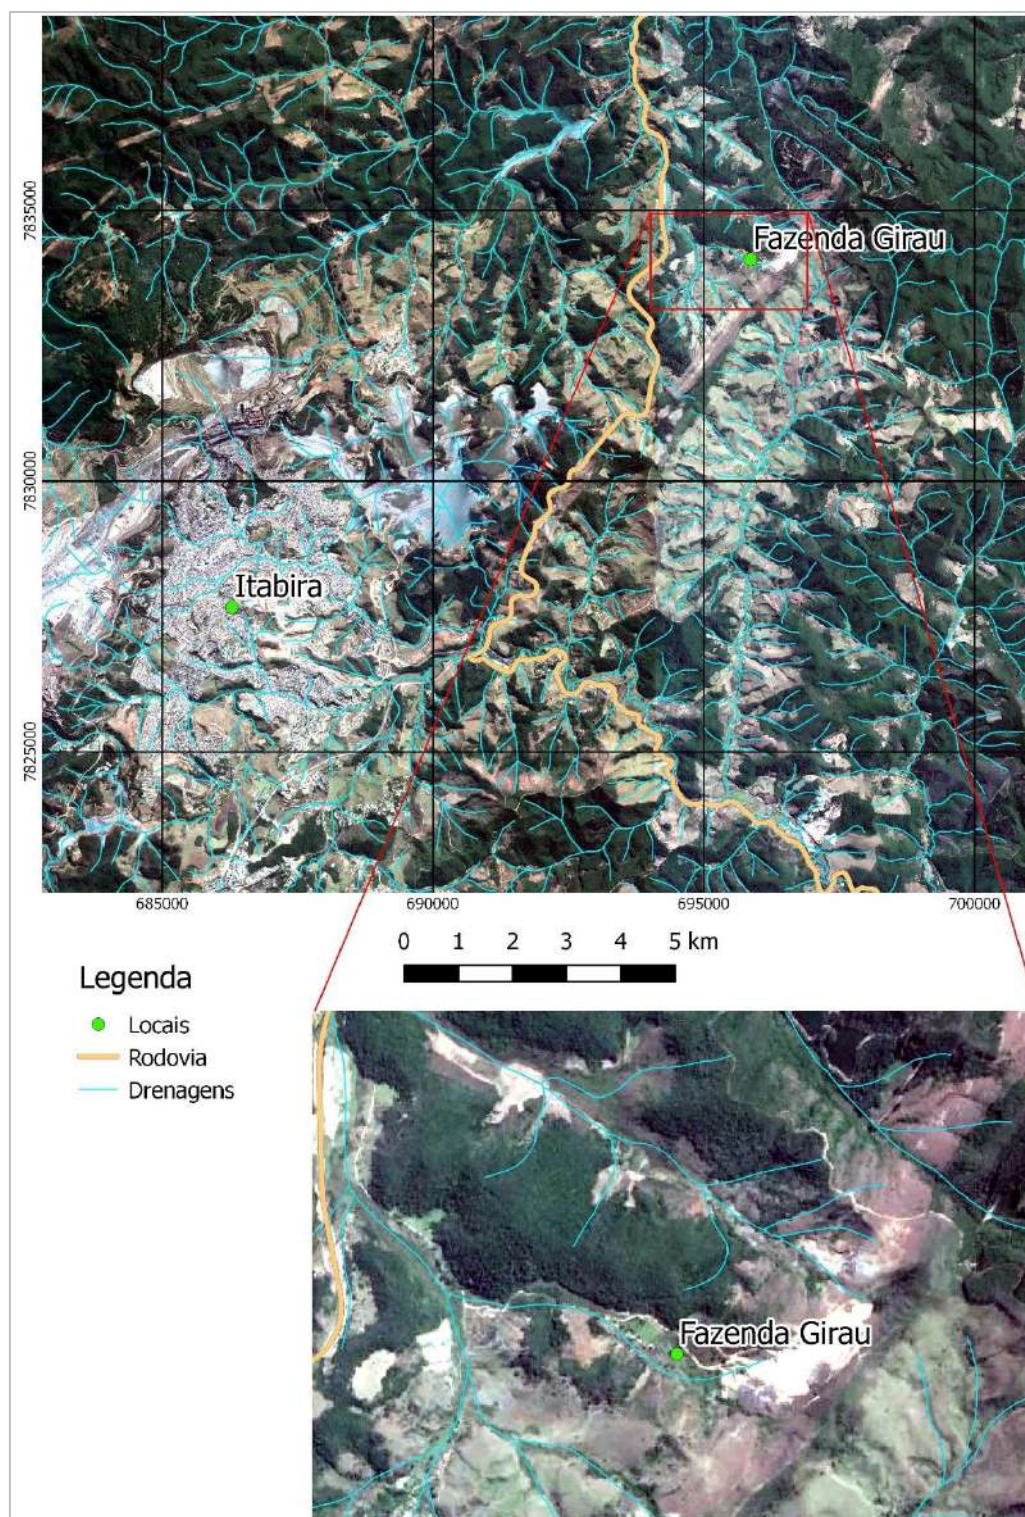 7835000
Fazenda Girau
7830000
Itabira
7825000
685000
690000
695000
700000
0 1 2 3 4 5 km
Legenda
Locais
Rodovia
Drenagens
Fazenda Girau